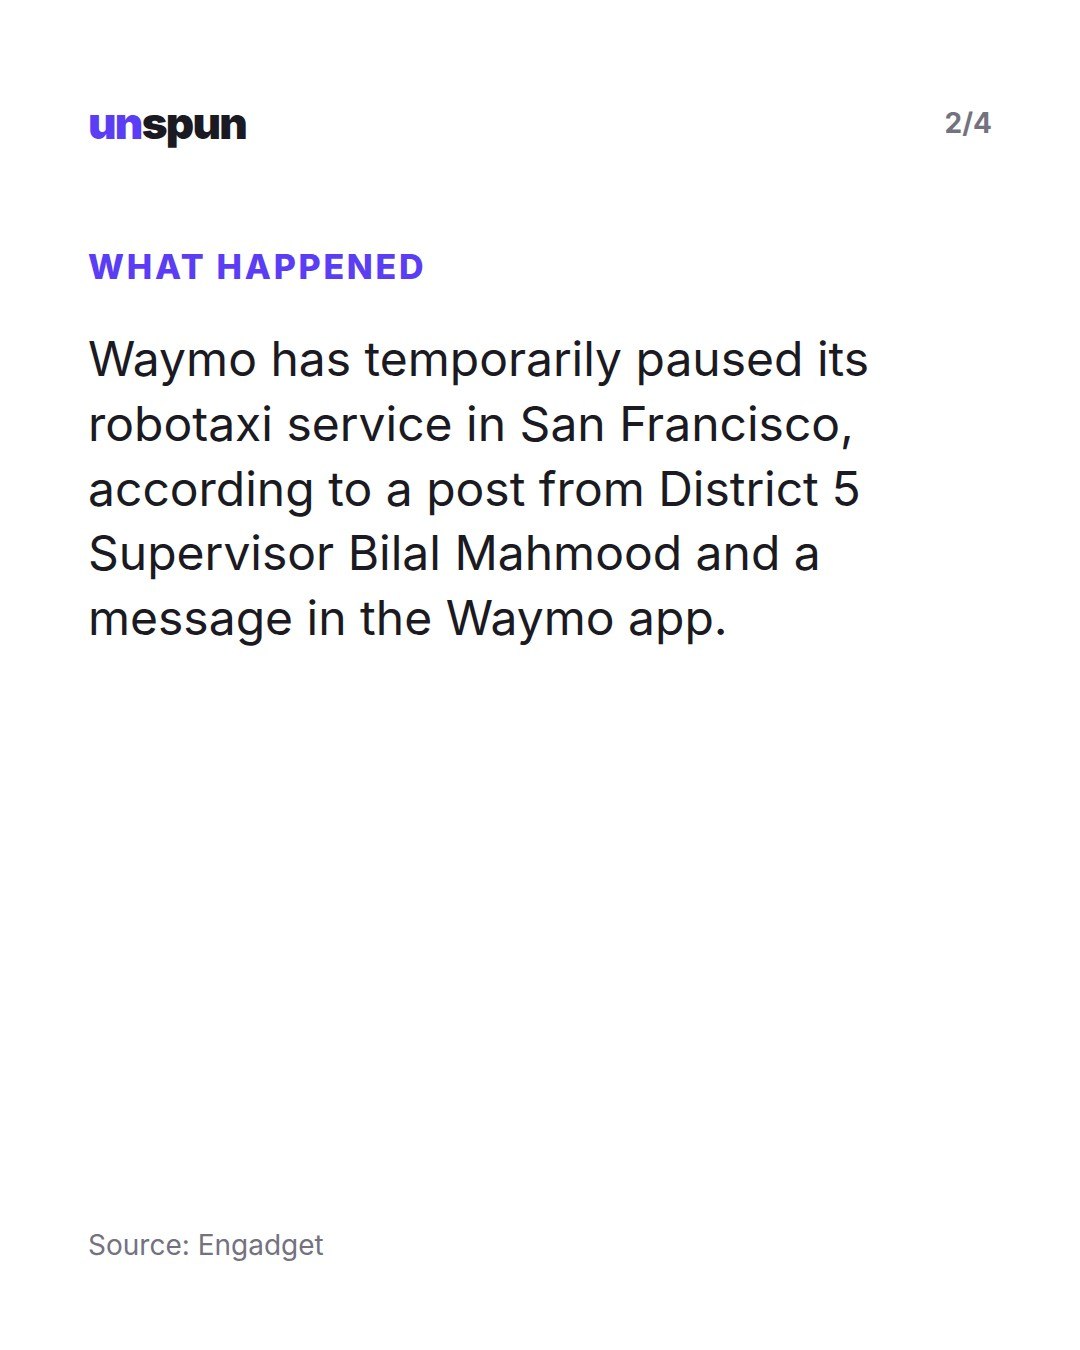 unspun
2/4
WHAT HAPPENED
Waymo has temporarily paused its
robotaxi service in San Francisco,
according to a post from District 5
Supervisor Bilal Mahmood and a
message in the Waymo app.
Source: Engadget